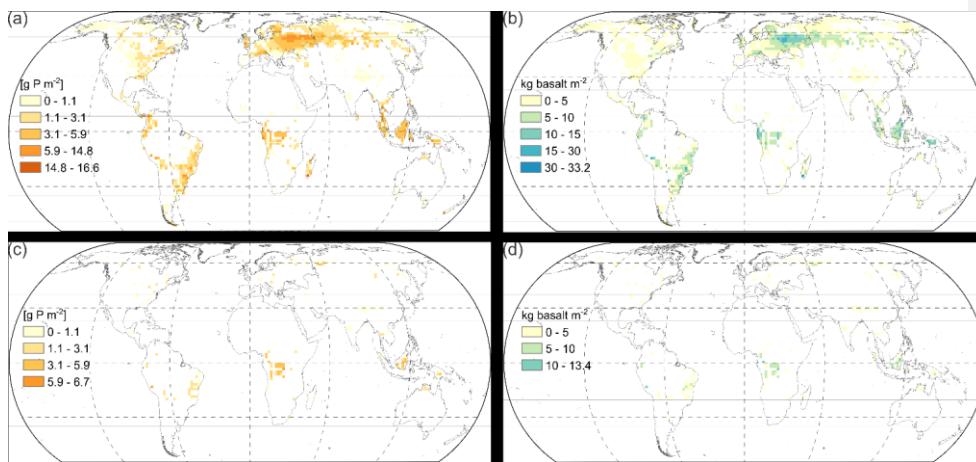 (a)
[g P m⁻²]
0 - 1.1
1.1 - 3.1
3.1 - 5.9
5.9 - 14.8
14.8 - 16.6
(b)
kg basalt m⁻²
0 - 5
5 - 10
10 - 15
15 - 30
30 - 33.2
(c)
[g P m⁻²]
0 - 1.1
1.1 - 3.1
3.1 - 5.9
5.9 - 6.7
(d)
kg basalt m⁻²
0 - 5
5 - 10
10 - 13.4